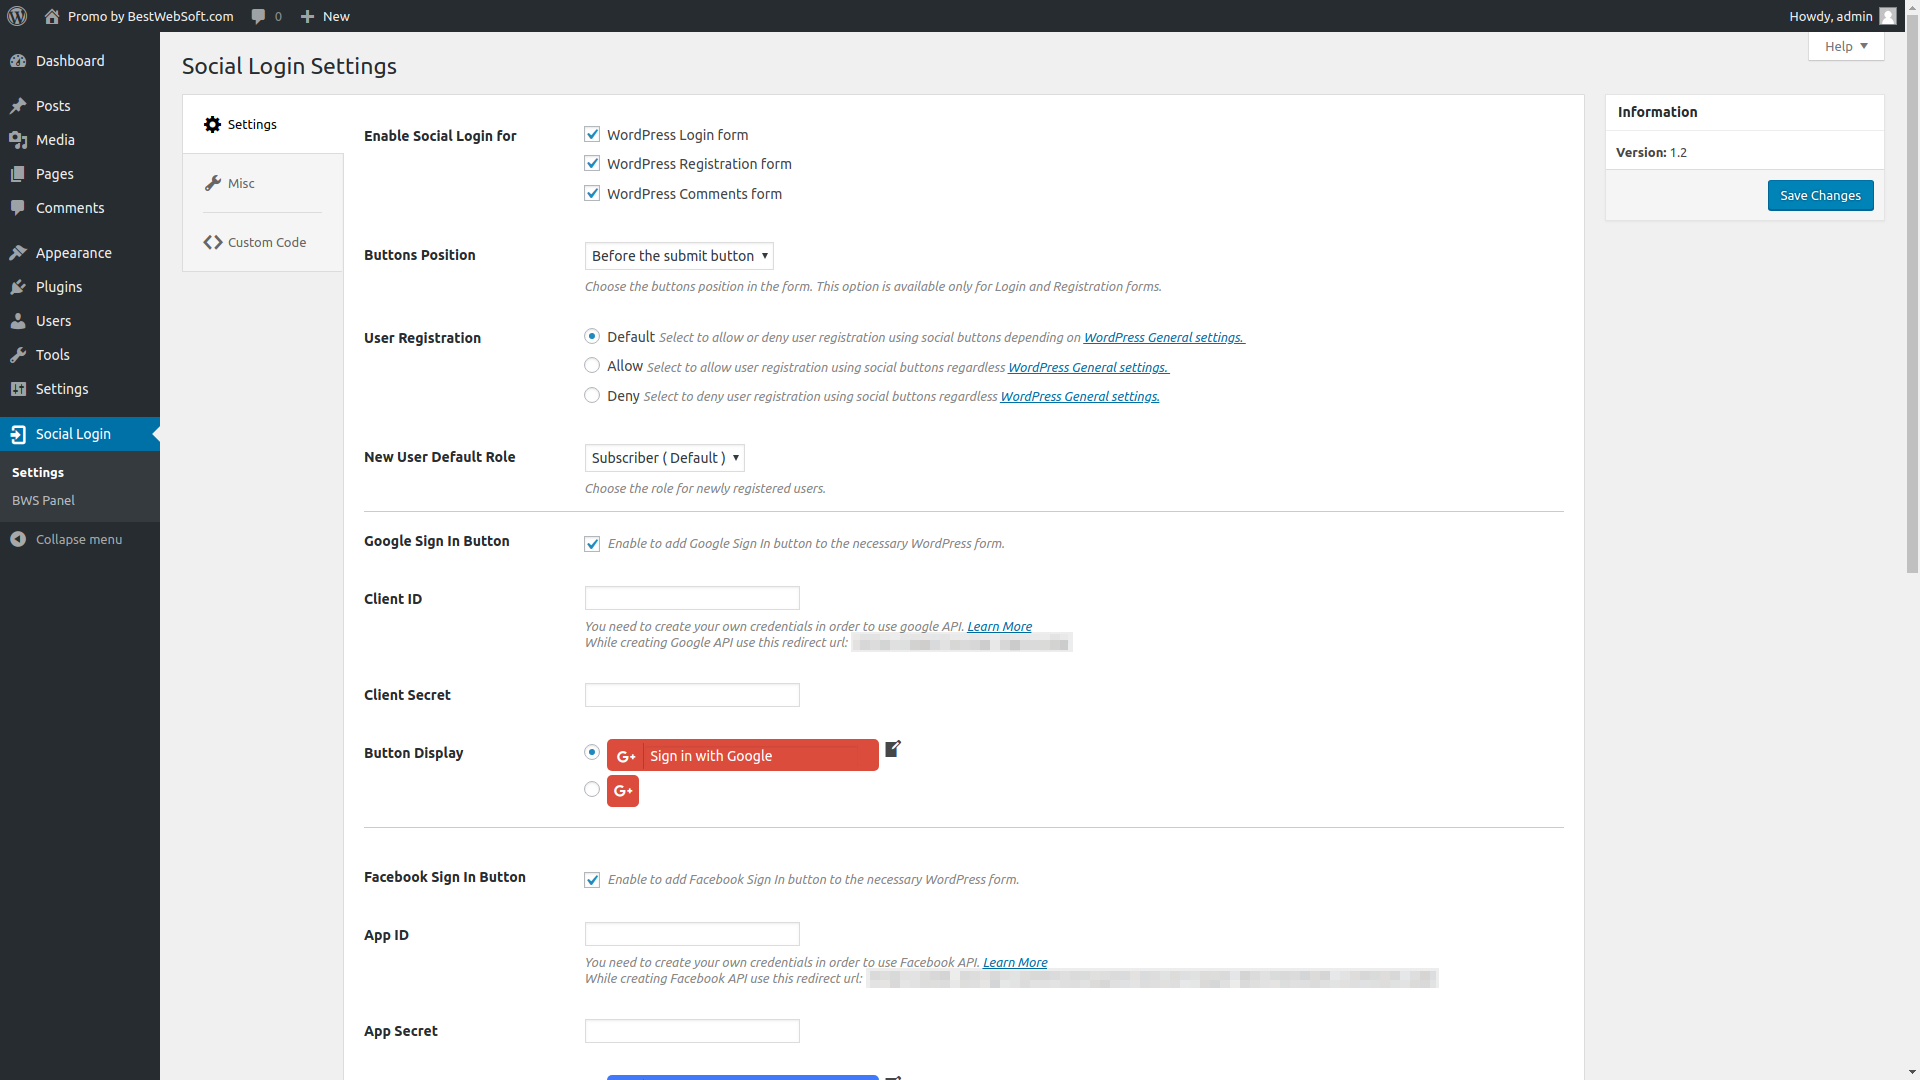 Promo by BestWebSoft.com
0
New
Howdy, admin
Dashboard
Posts
Media
Pages
Comments
Appearance
Plugins
Users
Tools
Settings
Social Login
Settings
BWS Panel
Collapse menu
Help
Social Login Settings
Settings
Misc
Custom Code
Enable Social Login for
WordPress Login form
WordPress Registration form
WordPress Comments form
Buttons Position
Before the submit button
Choose the buttons position in the form. This option is available only for Login and Registration forms.
User Registration
Default Select to allow or deny user registration using social buttons depending on WordPress General settings.
Allow Select to allow user registration using social buttons regardless WordPress General settings.
Deny Select to deny user registration using social buttons regardless WordPress General settings.
New User Default Role
Subscriber ( Default )
Choose the role for newly registered users.
Google Sign In Button
Enable to add Google Sign In button to the necessary WordPress form.
Client ID
You need to create your own credentials in order to use google API. Learn More
While creating Google API use this redirect url:
Client Secret
Button Display
G+ Sign in with Google
G+
Facebook Sign In Button
Enable to add Facebook Sign In button to the necessary WordPress form.
App ID
You need to create your own credentials in order to use Facebook API. Learn More
While creating Facebook API use this redirect url:
App Secret
Information
Version: 1.2
Save Changes